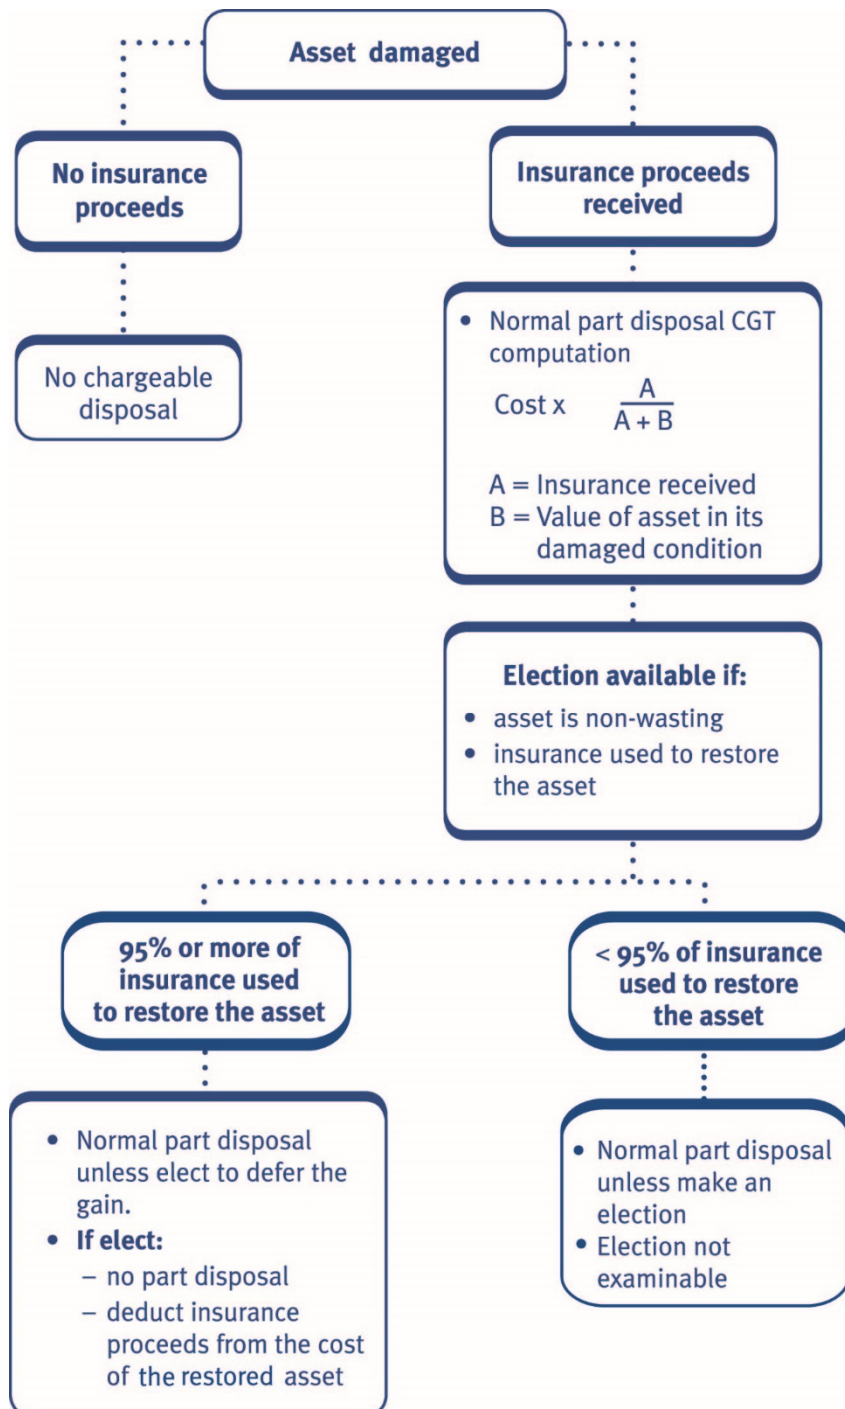 Asset damaged
No insurance
proceeds
Insurance proceeds
received
No chargeable
disposal
• Normal part disposal CGT
computation
Cost x A
A + B
A = Insurance received
B = Value of asset in its
damaged condition
Election available if:
• asset is non-wasting
• insurance used to restore
the asset
95% or more of
insurance used
to restore the asset
< 95% of insurance
used to restore
the asset
• Normal part disposal
unless elect to defer the
gain.
• If elect:
– no part disposal
– deduct insurance
proceeds from the cost
of the restored asset
• Normal part disposal
unless make an
election
• Election not
examinable